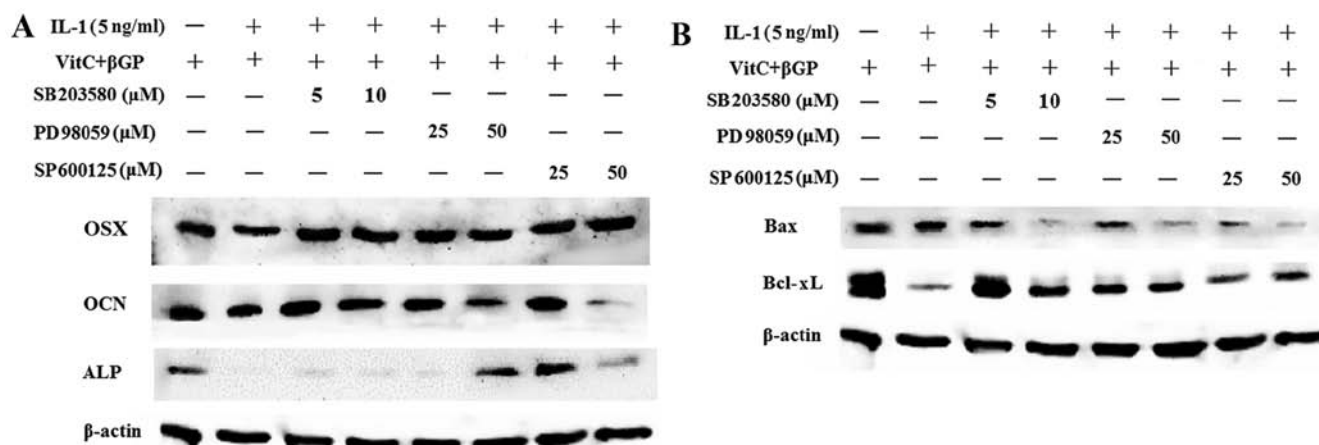 A
IL-1 (5 ng/ml) — + + + + + + +
VitC+βGP + + + + + + + +
SB203580 (μM) — — 5 10 — — — —
PD98059 (μM) — — — — 25 50 — —
SP600125 (μM) — — — — — — 25 50
OSX
OCN
ALP
β-actin
B
IL-1 (5 ng/ml) — + + + + + + +
VitC+βGP + + + + + + + +
SB203580 (μM) — — 5 10 — — — —
PD98059 (μM) — — — — 25 50 — —
SP600125 (μM) — — — — — — 25 50
Bax
Bcl-xL
β-actin